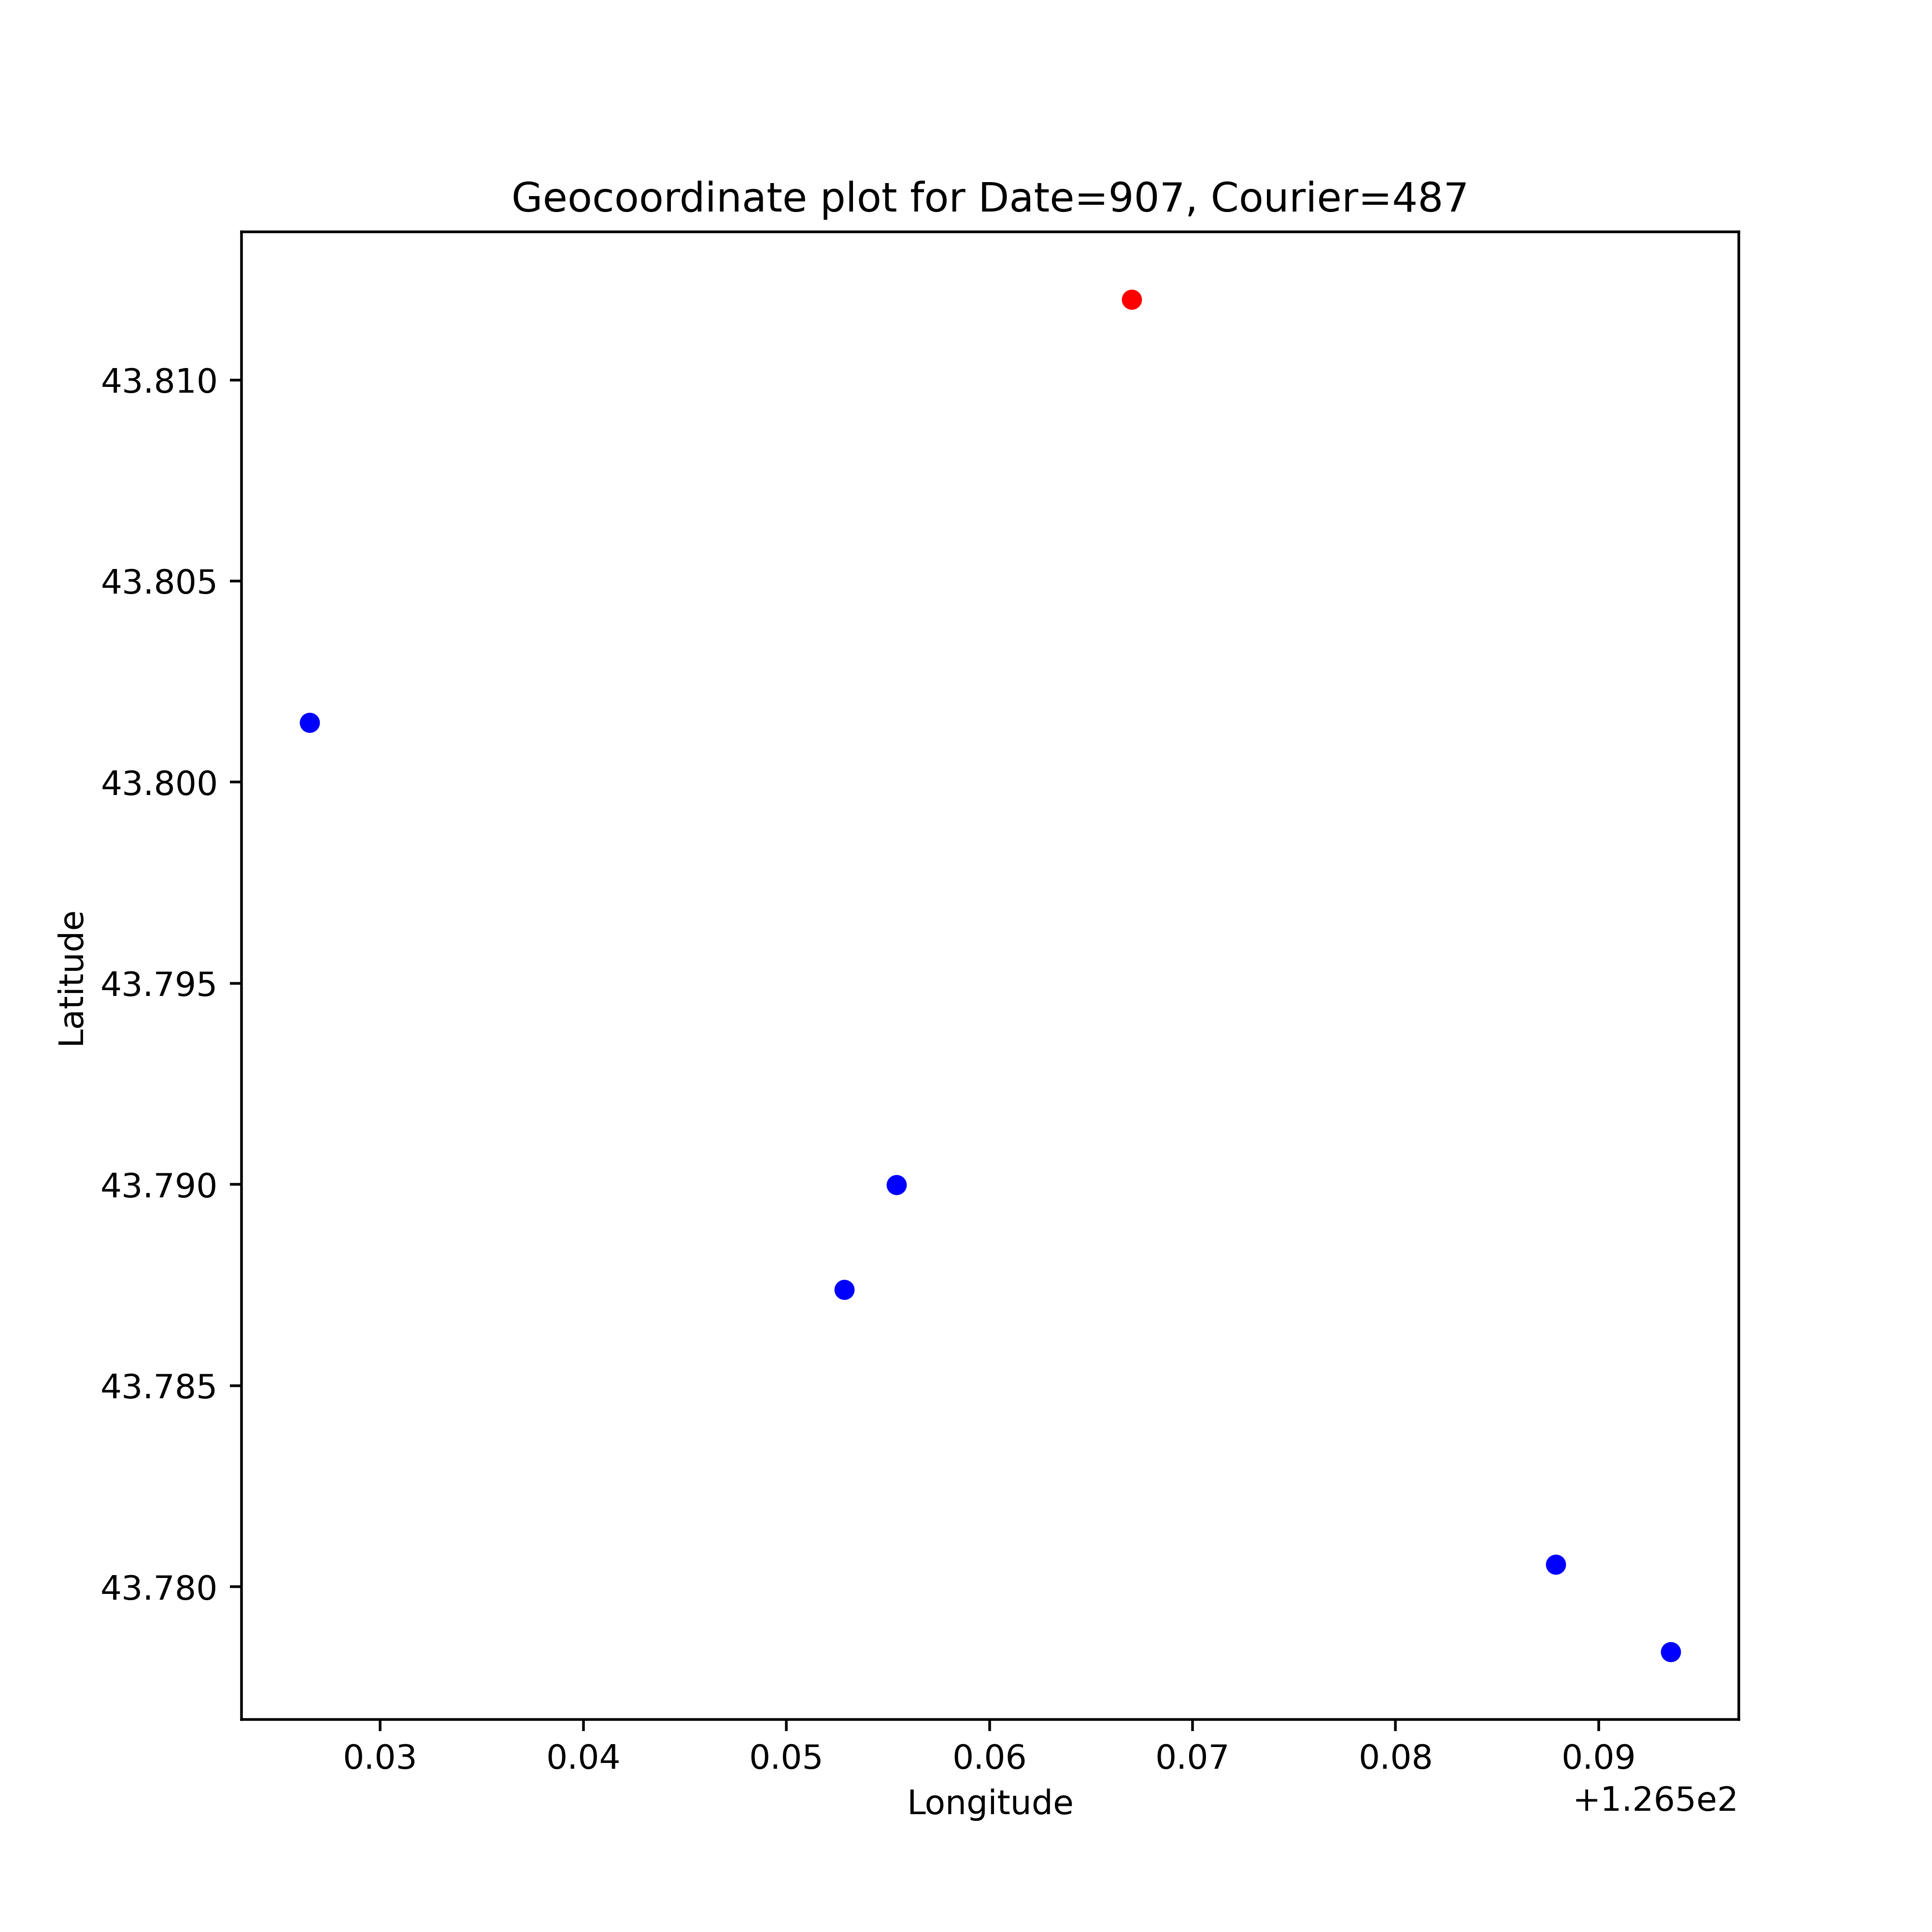 Geocoordinate plot for Date=907, Courier=487
43.810
43.805
43.800
43.795
43.790
43.785
43.780
Latitude
0.03 0.04 0.05 0.06 0.07 0.08 0.09
Longitude
+1.265e2